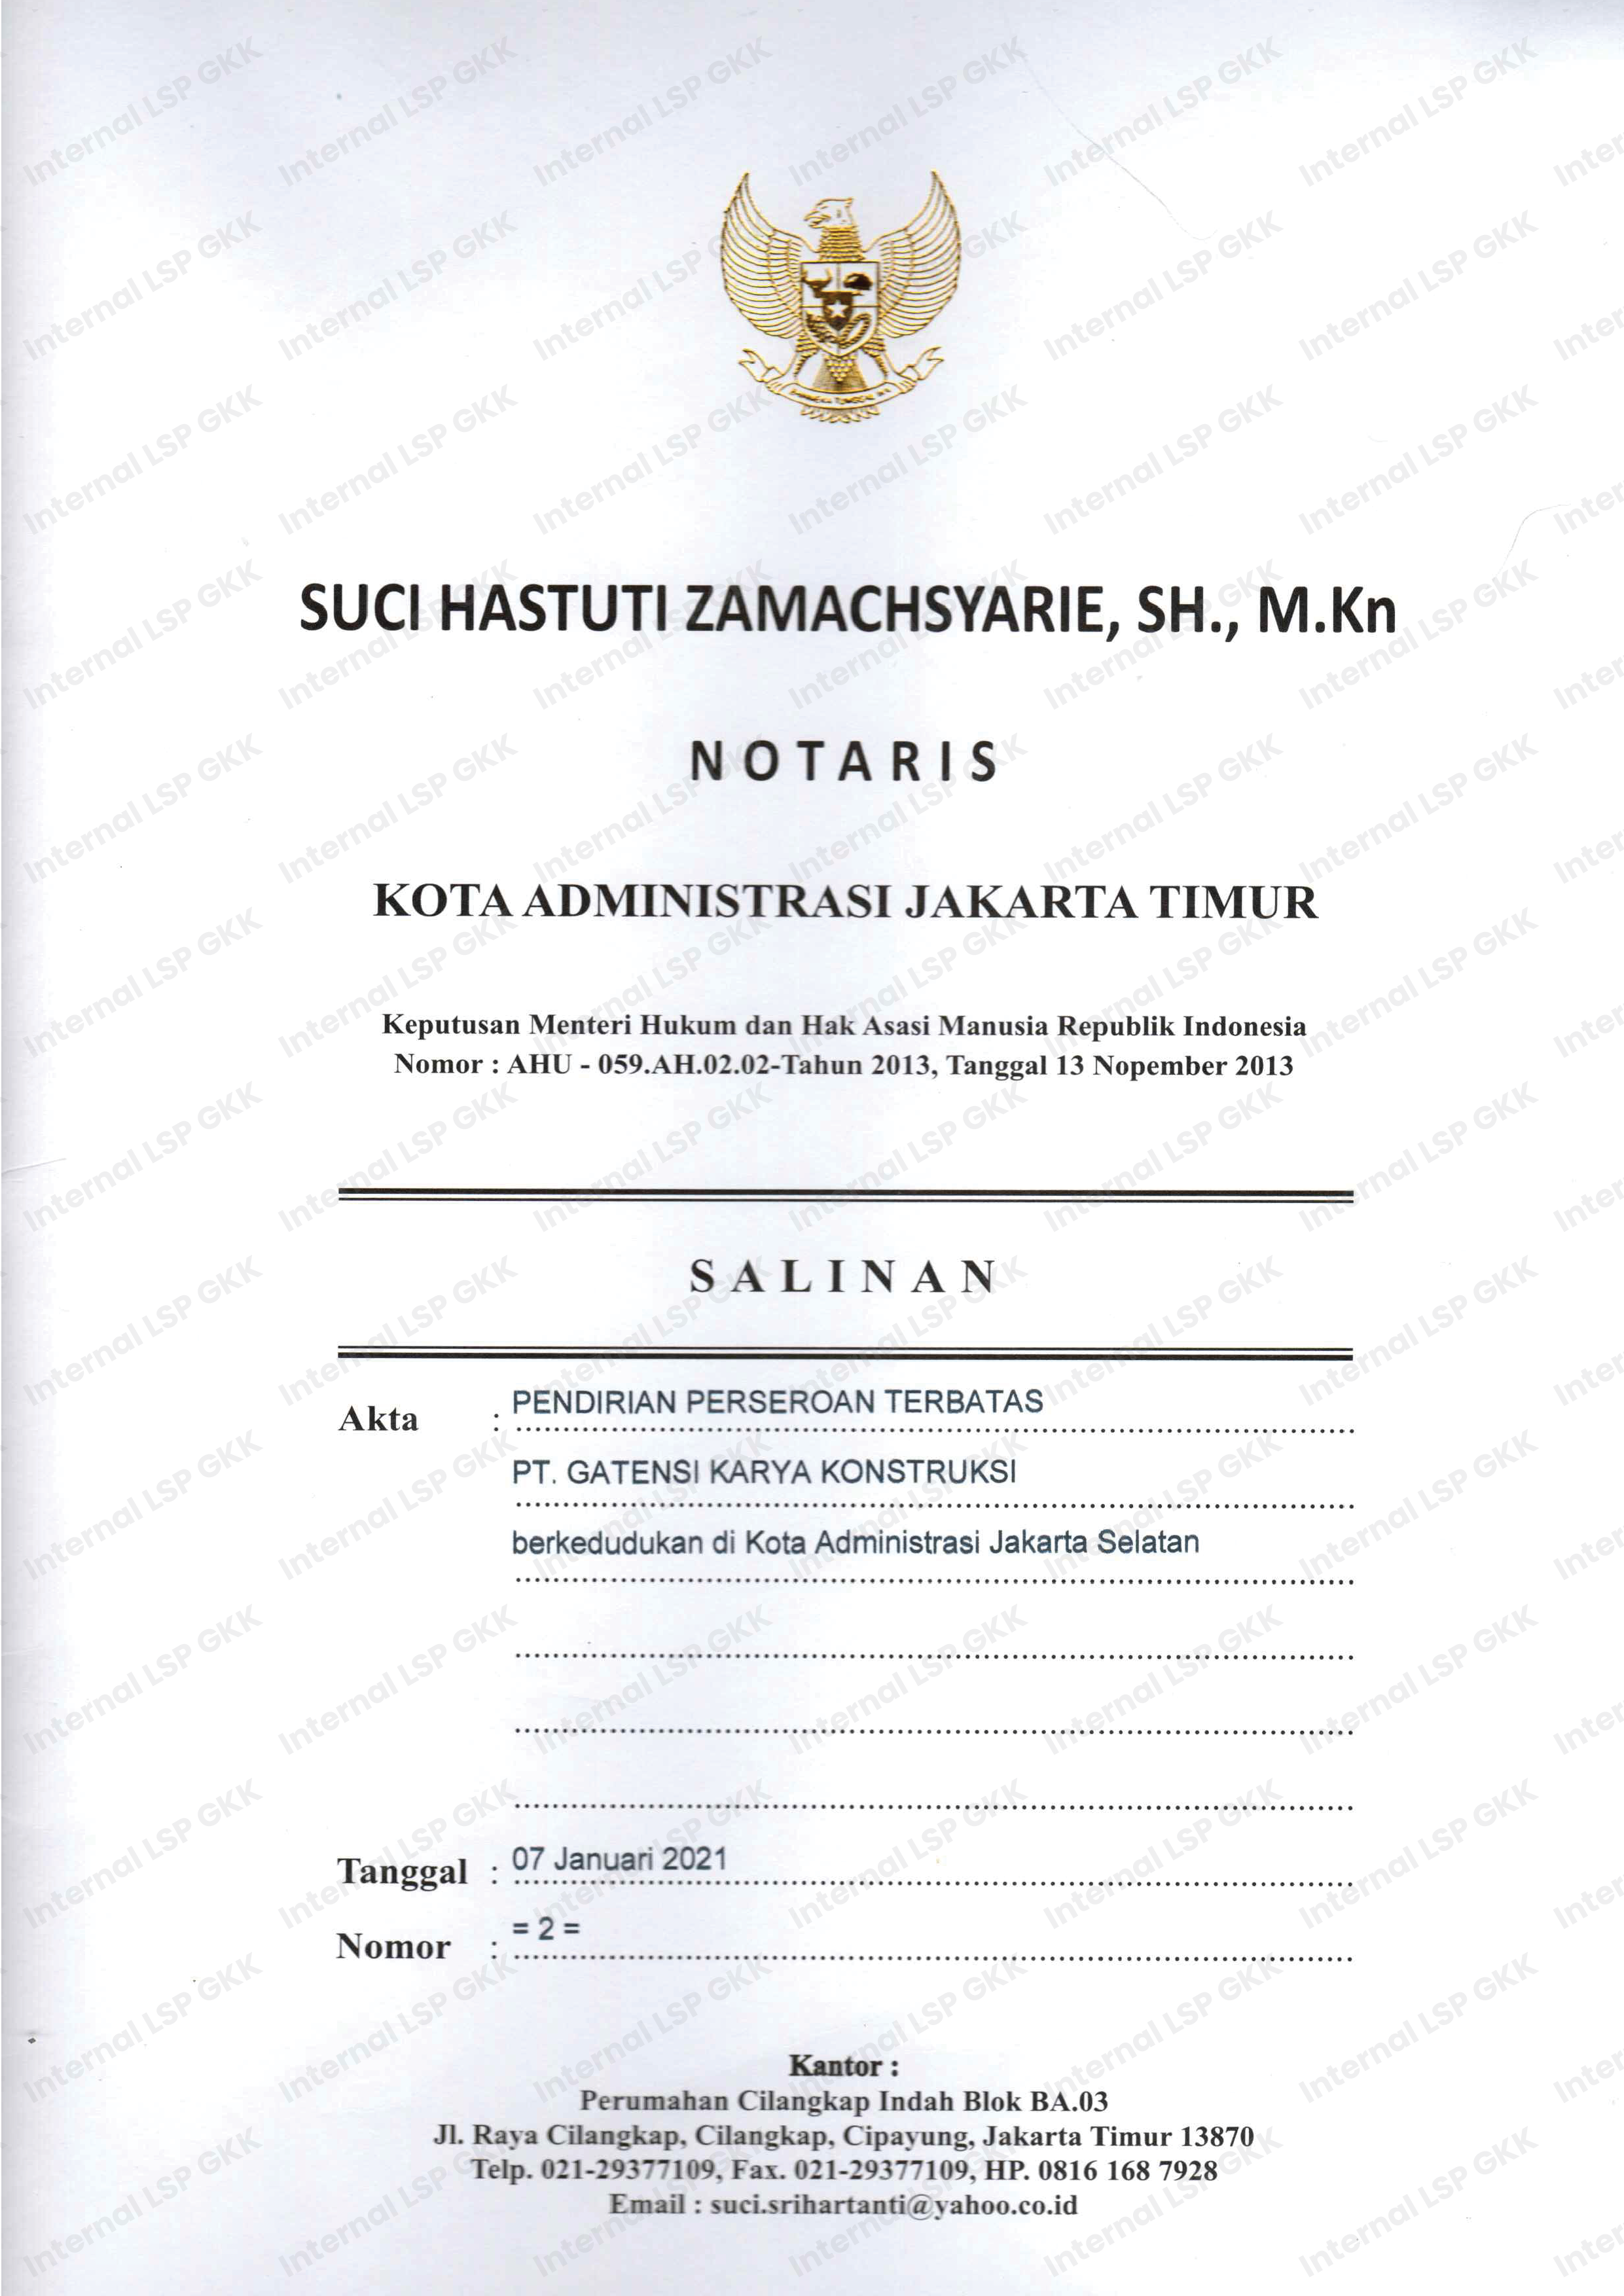 SUCI HASTUTI ZAMACHSYARIE, SH., M.Kn
NOTARIS
KOTA ADMINISTRASI JAKARTA TIMUR
Keputusan Menteri Hukum dan Hak Asasi Manusia Republik Indonesia
Nomor : AHU - 059.AH.02.02-Tahun 2013, Tanggal 13 Nopember 2013
SALINAN
Akta : PENDIRIAN PERSEROAN TERBATAS
PT. GATENSI KARYA KONSTRUKSI
berkedudukan di Kota Administrasi Jakarta Selatan
Tanggal : 07 Januari 2021
Nomor : = 2 =
Kantor :
Perumahan Cilangkap Indah Blok BA.03
Jl. Raya Cilangkap, Cilangkap, Cipayung, Jakarta Timur 13870
Telp. 021-29377109, Fax. 021-29377109, HP. 0816 168 7928
Email : suci.srihartanti@yahoo.co.id
Internal LSP GKK